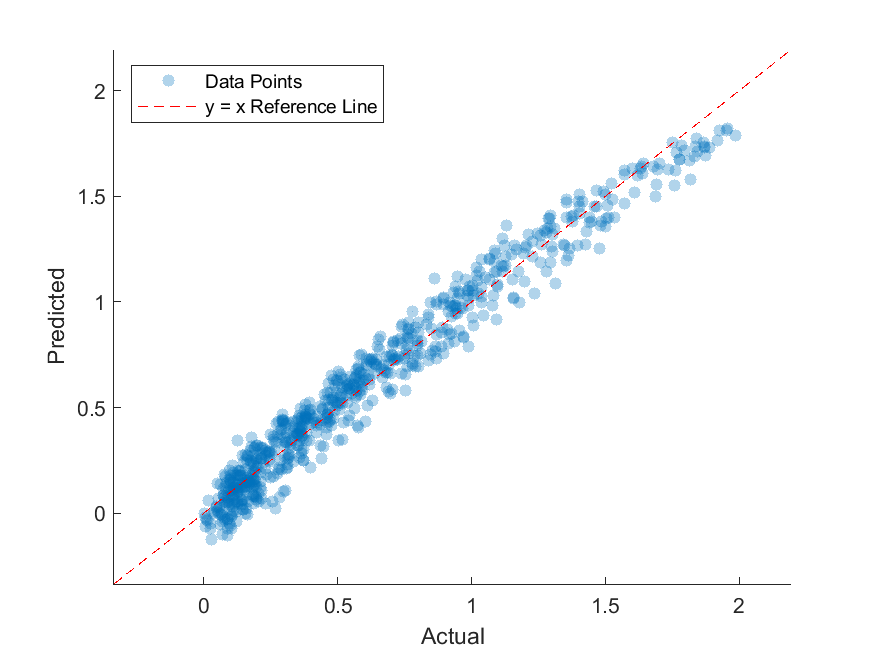 Data Points
y = x Reference Line
2
1.5
1
0.5
0
Predicted
0
0.5
1
1.5
2
Actual